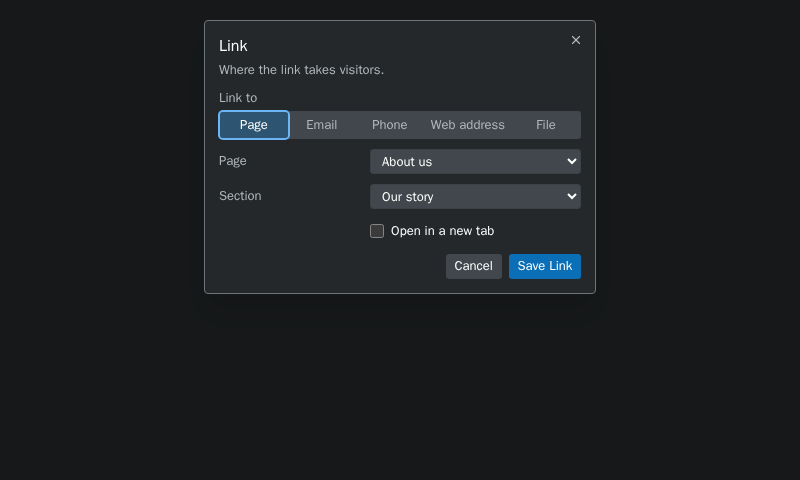 Link
×
Where the link takes visitors.
Link to
Page Email Phone Web address File
Page About us
Section Our story
Open in a new tab
Cancel Save Link